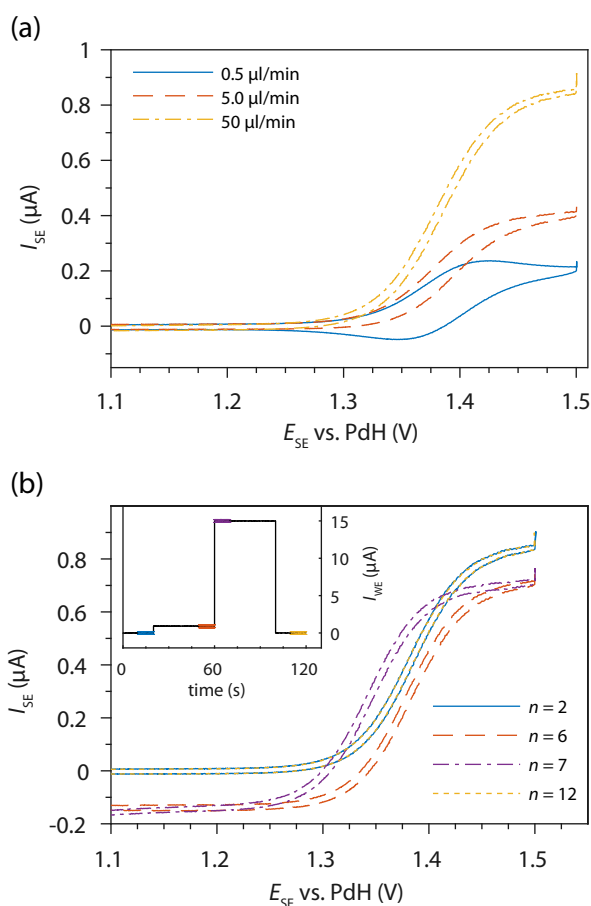 (a)
1
0.8
0.6
0.4
0.2
0
I_SE (μA)
0.5 μl/min
5.0 μl/min
50 μl/min
1.1 1.2 1.3 1.4 1.5
E_SE vs. PdH (V)
(b)
0.8
0.6
0.4
0.2
0
-0.2
I_SE (μA)
15
10
5
0
I_WE (μA)
0 60 120
time (s)
n = 2
n = 6
n = 7
n = 12
1.1 1.2 1.3 1.4 1.5
E_SE vs. PdH (V)